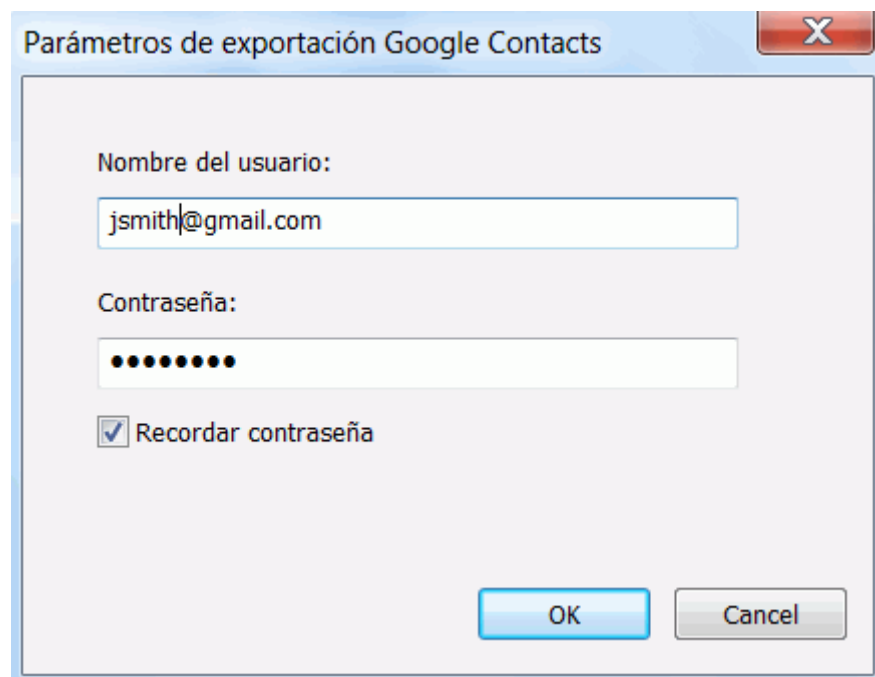 Parámetros de exportación Google Contacts
Nombre del usuario:
jsmith@gmail.com
Contraseña:
••••••••
Recordar contraseña
OK Cancel